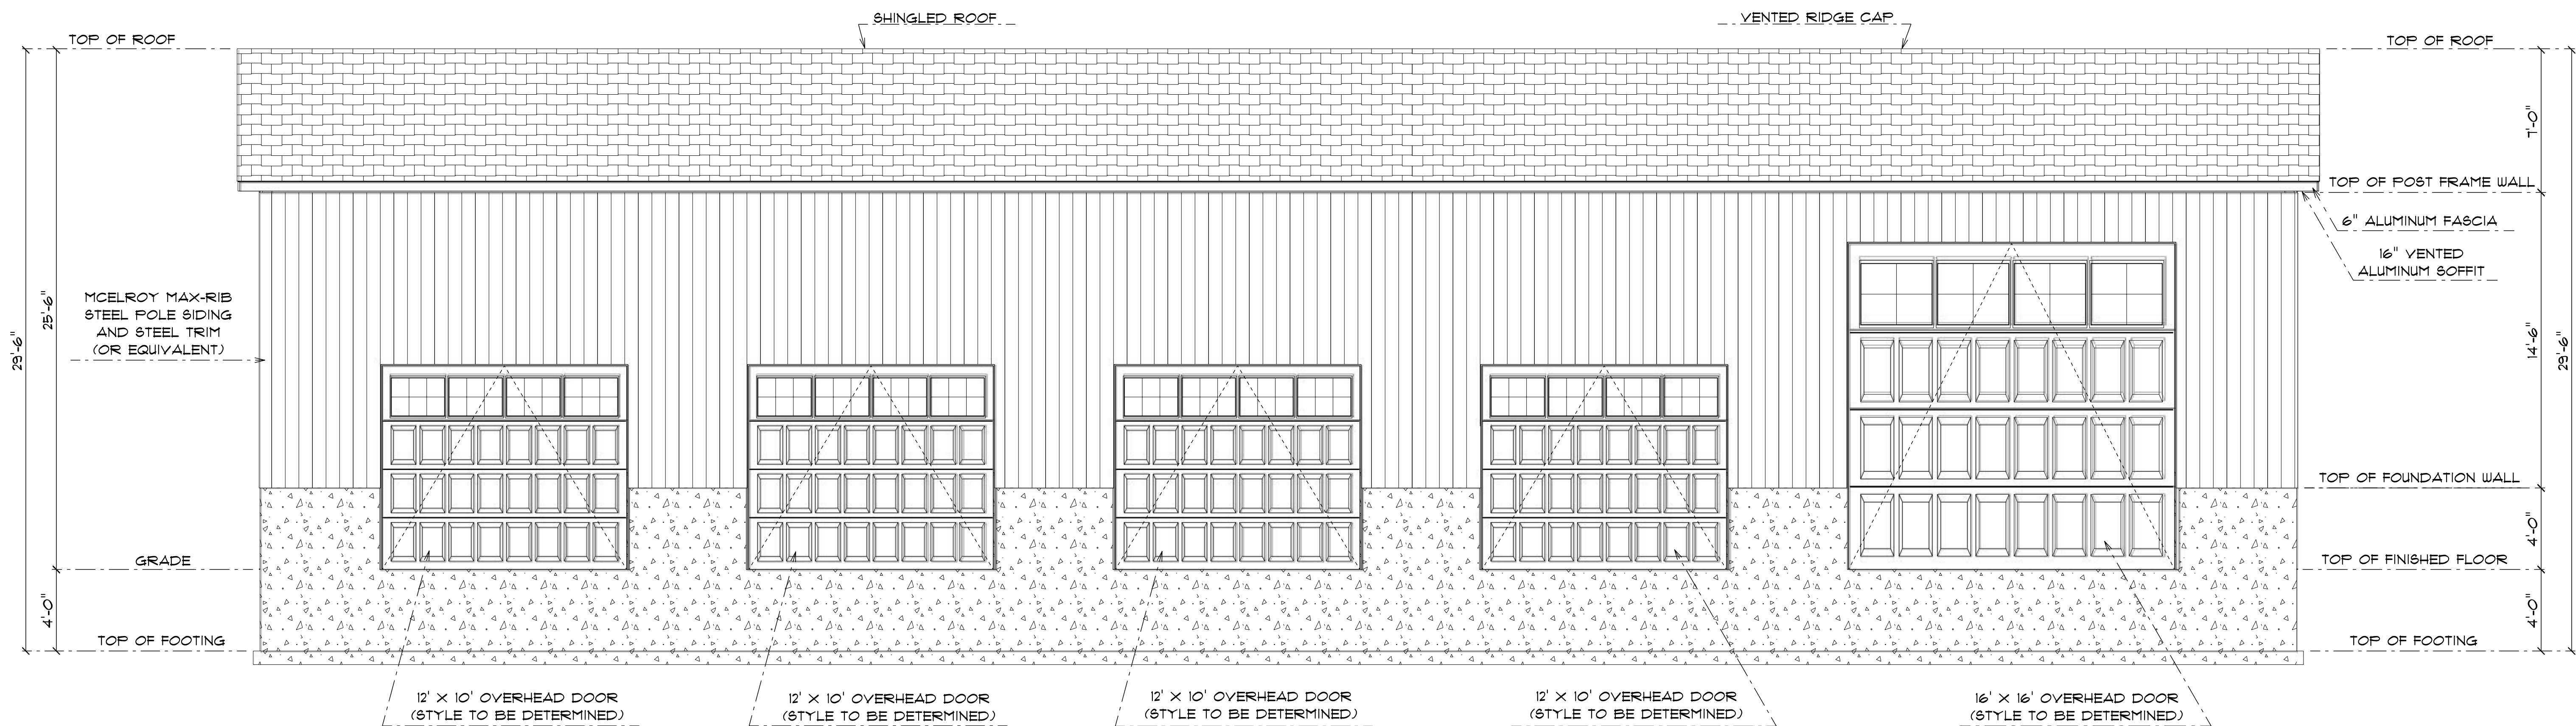 SHINGLED ROOF
VENTED RIDGE CAP
TOP OF ROOF
TOP OF ROOF
7'-0"
TOP OF POST FRAME WALL
6" ALUMINUM FASCIA
16" VENTED
ALUMINUM SOFFIT
MCELROY MAX-RIB
STEEL POLE SIDING
AND STEEL TRIM
(OR EQUIVALENT)
25'-6"
29'-6"
14'-6"
29'-6"
TOP OF FOUNDATION WALL
4'-0"
GRADE
TOP OF FINISHED FLOOR
4'-0"
4'-0"
TOP OF FOOTING
TOP OF FOOTING
12' X 10' OVERHEAD DOOR
(STYLE TO BE DETERMINED)
12' X 10' OVERHEAD DOOR
(STYLE TO BE DETERMINED)
12' X 10' OVERHEAD DOOR
(STYLE TO BE DETERMINED)
12' X 10' OVERHEAD DOOR
(STYLE TO BE DETERMINED)
16' X 16' OVERHEAD DOOR
(STYLE TO BE DETERMINED)